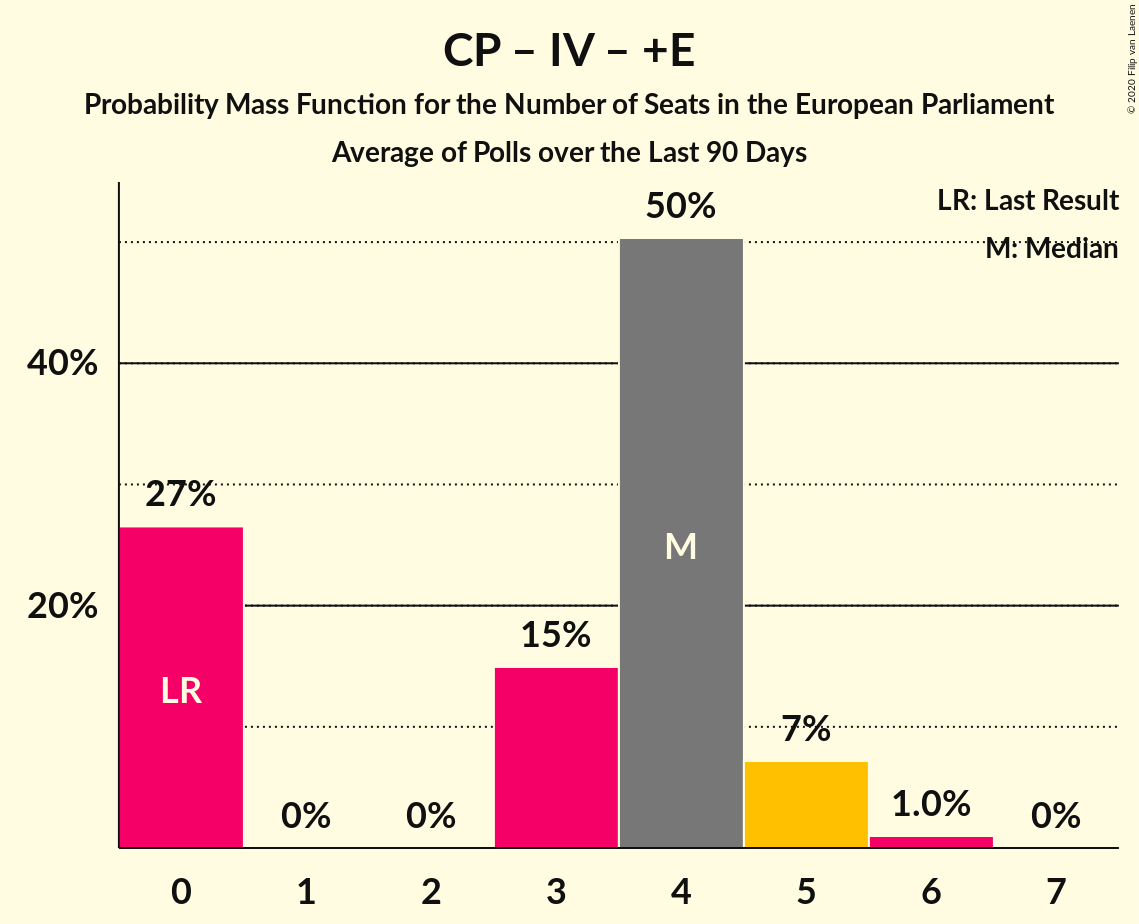 CP – IV – +E
Probability Mass Function for the Number of Seats in the European Parliament
Average of Polls over the Last 90 Days
© 2020 Filip van Laenen
LR: Last Result
M: Median
50%
40%
27%
M
20%
15%
LR
7%
1.0%
0%
0%
0%
0
1
2
3
4
5
6
7